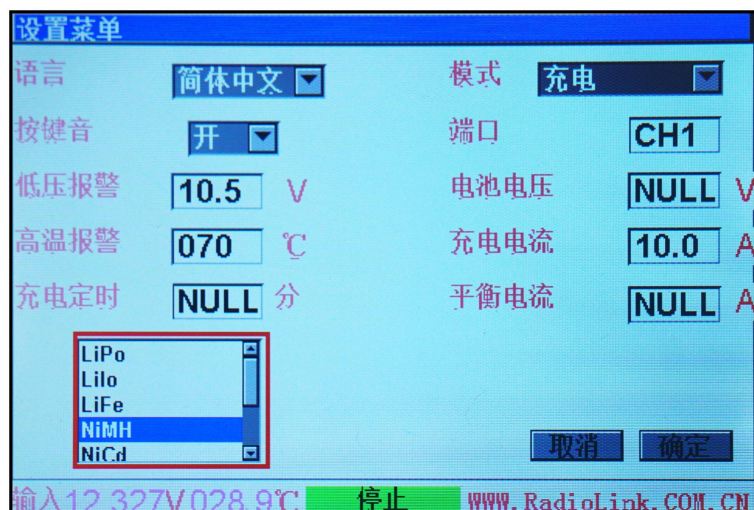 设置菜单
语言 简体中文 模式 充电
按键音 开 端口 CH1
低压报警 10.5 V 电池电压 NULL V
高温报警 070 ℃ 充电电流 10.0 A
充电定时 NULL 分 平衡电流 NULL A
LiPo
LiIo
LiFe
NiMH
NiCd
取消 确定
输入12.327V 028.9℃ 停止 WWW.RadioLink.COM.CN